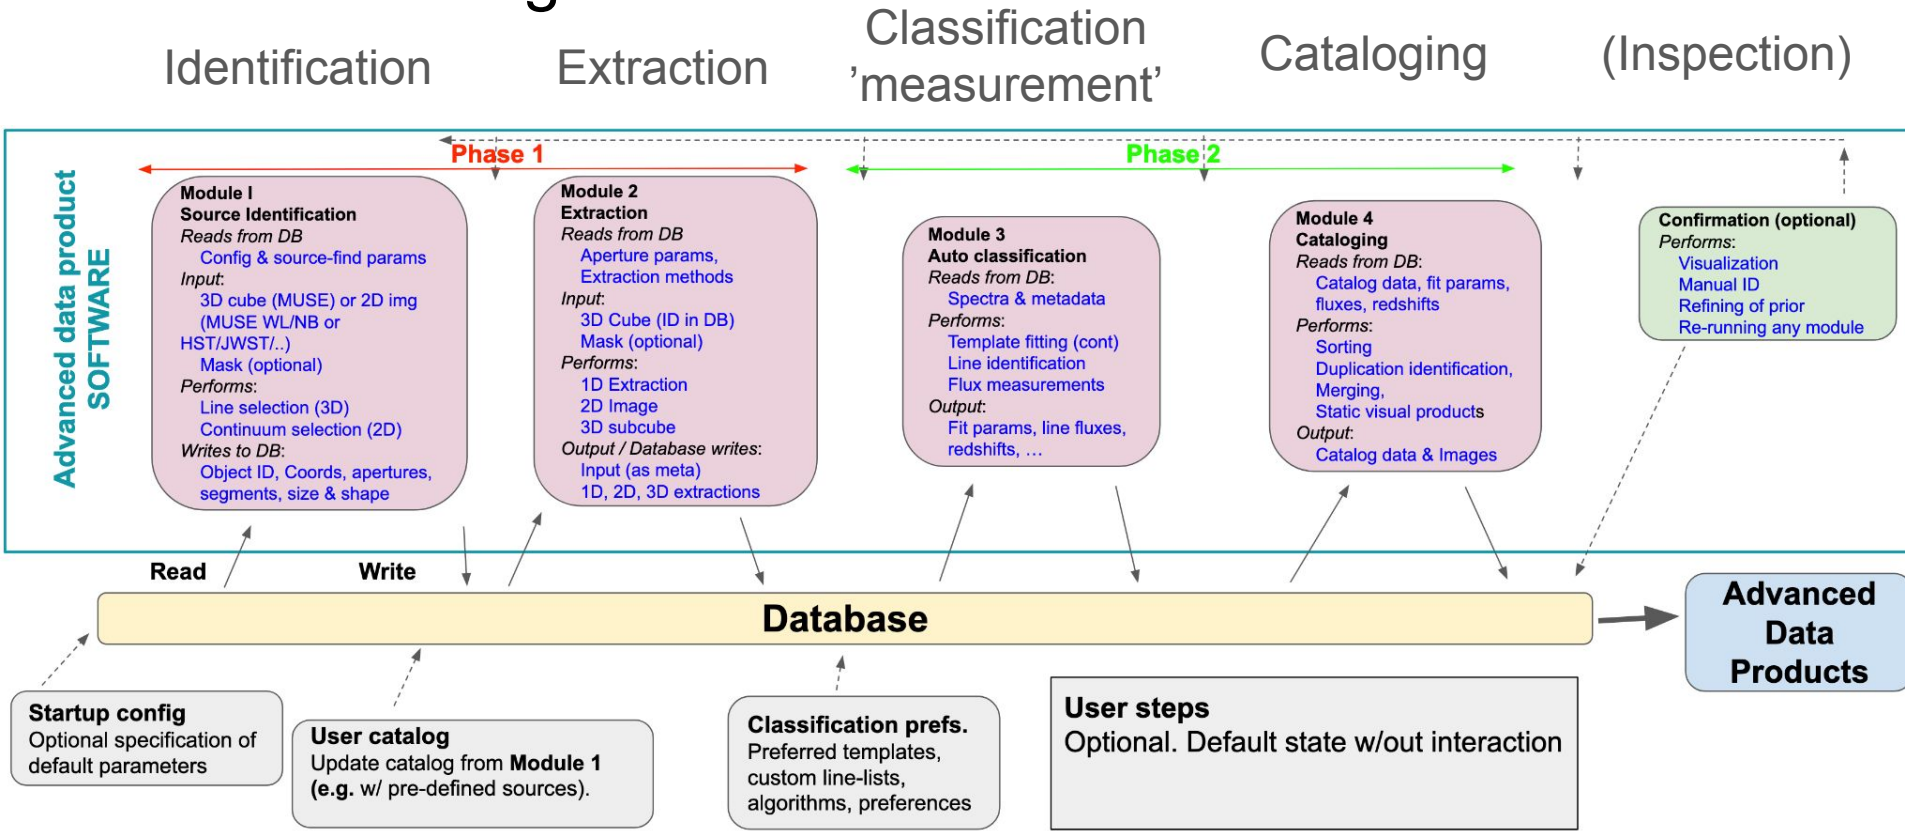 g
Identification
Extraction
Classification
’measurement’
Cataloging
(Inspection)
Advanced data product
SOFTWARE
Phase 1
Phase 2
Module I
Source Identification
Reads from DB
Config & source-find params
Input:
3D cube (MUSE) or 2D img
(MUSE WL/NB or
HST/JWST/..)
Mask (optional)
Performs:
Line selection (3D)
Continuum selection (2D)
Writes to DB:
Object ID, Coords, apertures,
segments, size & shape
Module 2
Extraction
Reads from DB
Aperture params,
Extraction methods
Input:
3D Cube (ID in DB)
Mask (optional)
Performs:
1D Extraction
2D Image
3D subcube
Output / Database writes:
Input (as meta)
1D, 2D, 3D extractions
Module 3
Auto classification
Reads from DB:
Spectra & metadata
Performs:
Template fitting (cont)
Line identification
Flux measurements
Output:
Fit params, line fluxes,
redshifts, …
Module 4
Cataloging
Reads from DB:
Catalog data, fit params,
fluxes, redshifts
Performs:
Sorting
Duplication identification,
Merging,
Static visual products
Output:
Catalog data & Images
Confirmation (optional)
Performs:
Visualization
Manual ID
Refining of prior
Re-running any module
Read
Write
Database
Advanced
Data
Products
Startup config
Optional specification of
default parameters
User catalog
Update catalog from Module 1
(e.g. w/ pre-defined sources).
Classification prefs.
Preferred templates,
custom line-lists,
algorithms, preferences
User steps
Optional. Default state w/out interaction